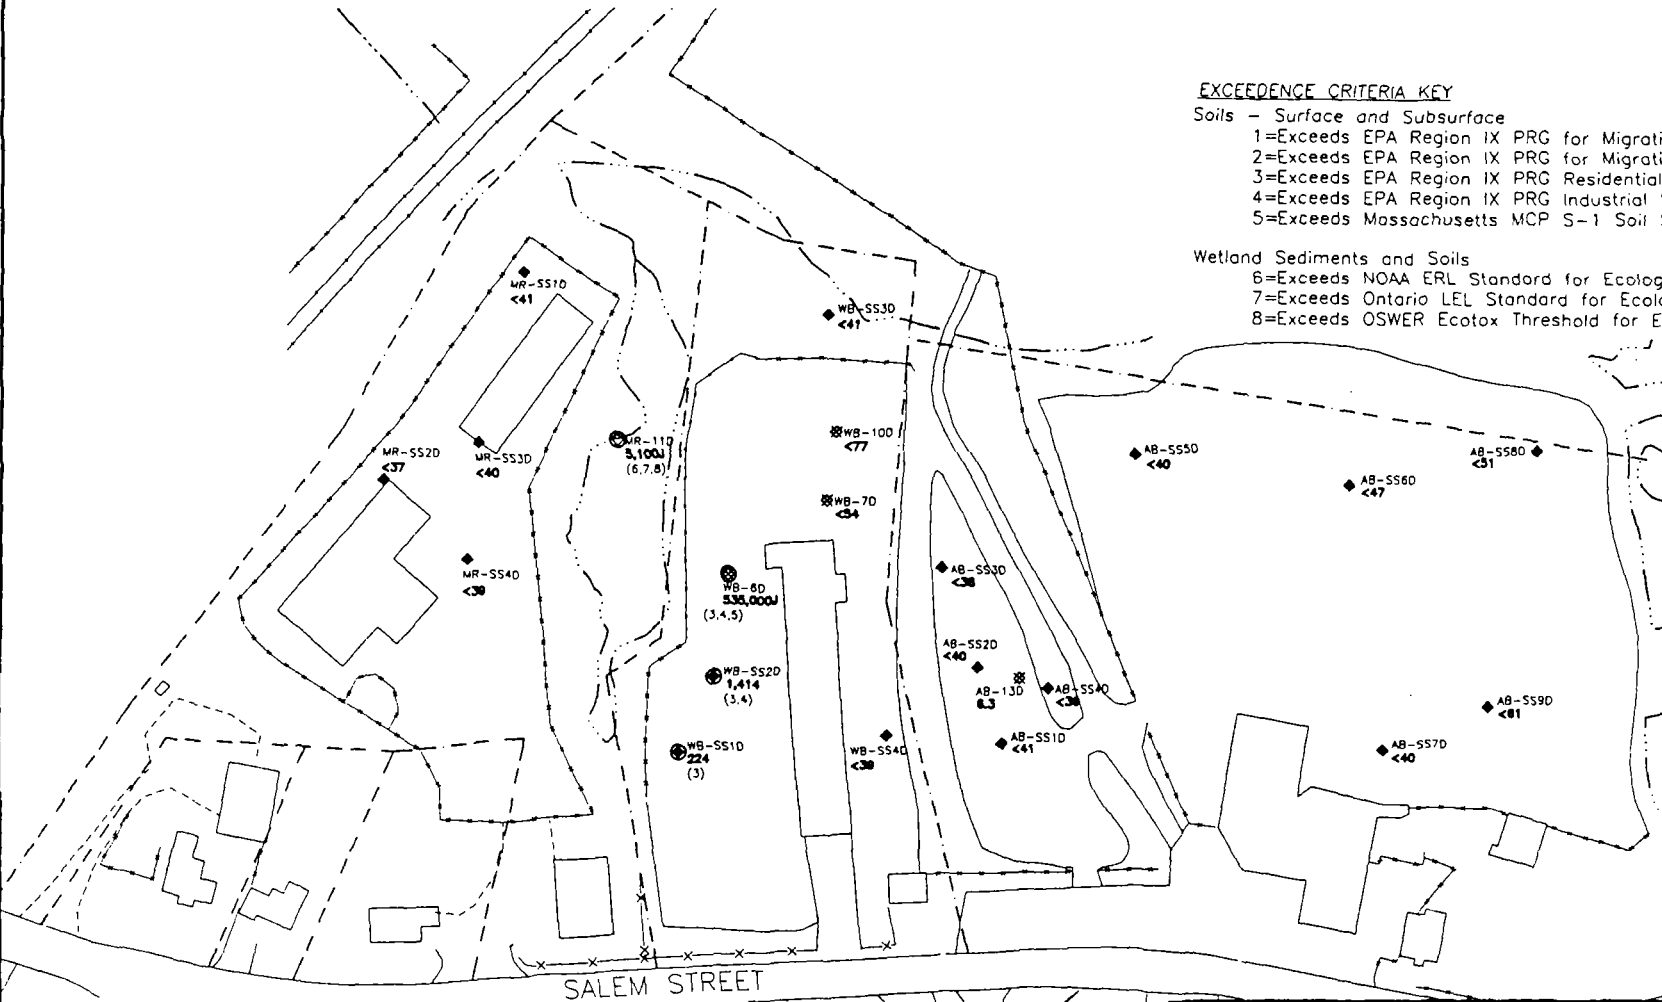 EXCEEDENCE CRITERIA KEY
Soils – Surface and Subsurface
1=Exceeds EPA Region IX PRG for Migrati
2=Exceeds EPA Region IX PRG for Migrati
3=Exceeds EPA Region IX PRG Residential
4=Exceeds EPA Region IX PRG Industrial
5=Exceeds Massachusetts MCP S-1 Soil
Wetland Sediments and Soils
6=Exceeds NOAA ERL Standard for Ecolog
7=Exceeds Ontario LEL Standard for Ecol
8=Exceeds OSWER Ecotox Threshold for E
MR-SS1D
<41
WB-SS3D
<41
MR-SS2D
<37
MR-SS3D
<40
MR-11D
5,100J
(6,7,8)
WB-10D
<77
AB-SS5D
<40
AB-SS8D
<51
AB-SS6D
<47
WB-7D
<54
MR-SS4D
<39
WB-6D
535,000J
(3,4,5)
AB-SS3D
<38
WB-SS2D
1,414
(3,4)
AB-SS2D
<40
AB-13D
6.3
AB-SS4D
AB-SS9D
<61
WB-SS1D
224
(3)
WB-SS4D
<39
AB-SS1D
<41
AB-SS7D
<40
SALEM STREET